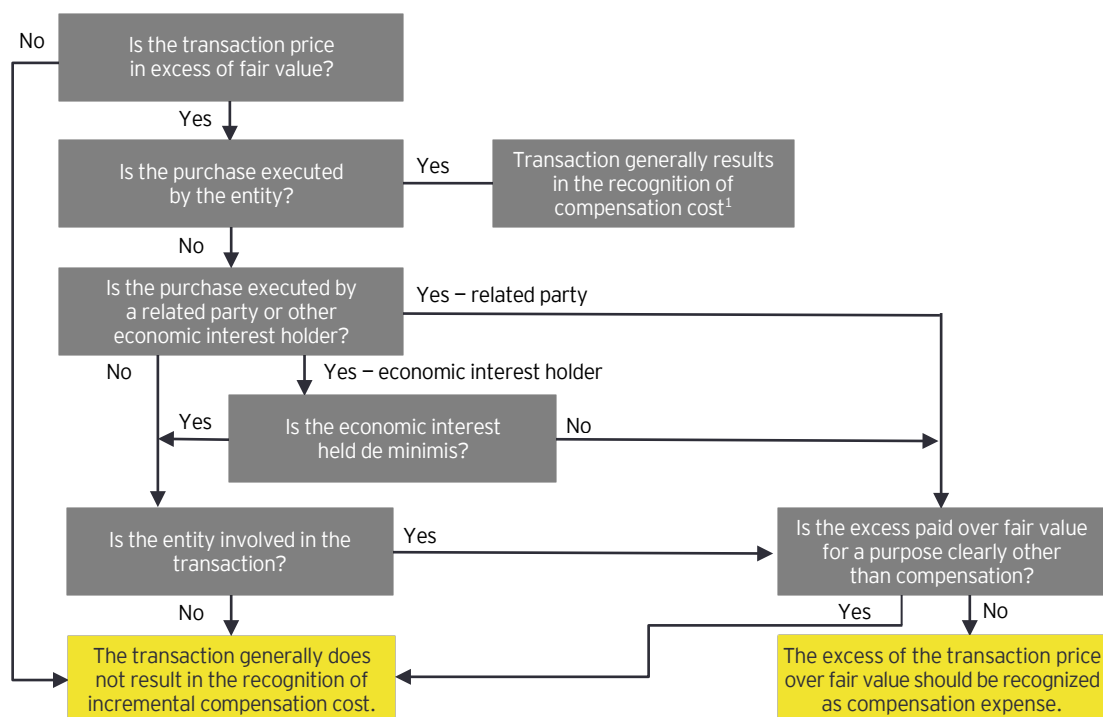 No
Is the transaction price
in excess of fair value?
Yes
Is the purchase executed
by the entity?
Yes
Transaction generally results
in the recognition of
compensation cost1
No
Is the purchase executed by
a related party or other
economic interest holder?
Yes – related party
No
Yes – economic interest holder
Yes
Is the economic interest
held de minimis?
No
Is the entity involved in the
transaction?
Yes
Is the excess paid over fair value
for a purpose clearly other
than compensation?
No
Yes
No
The transaction generally does
not result in the recognition of
incremental compensation cost.
The excess of the transaction price
over fair value should be recognized
as compensation expense.